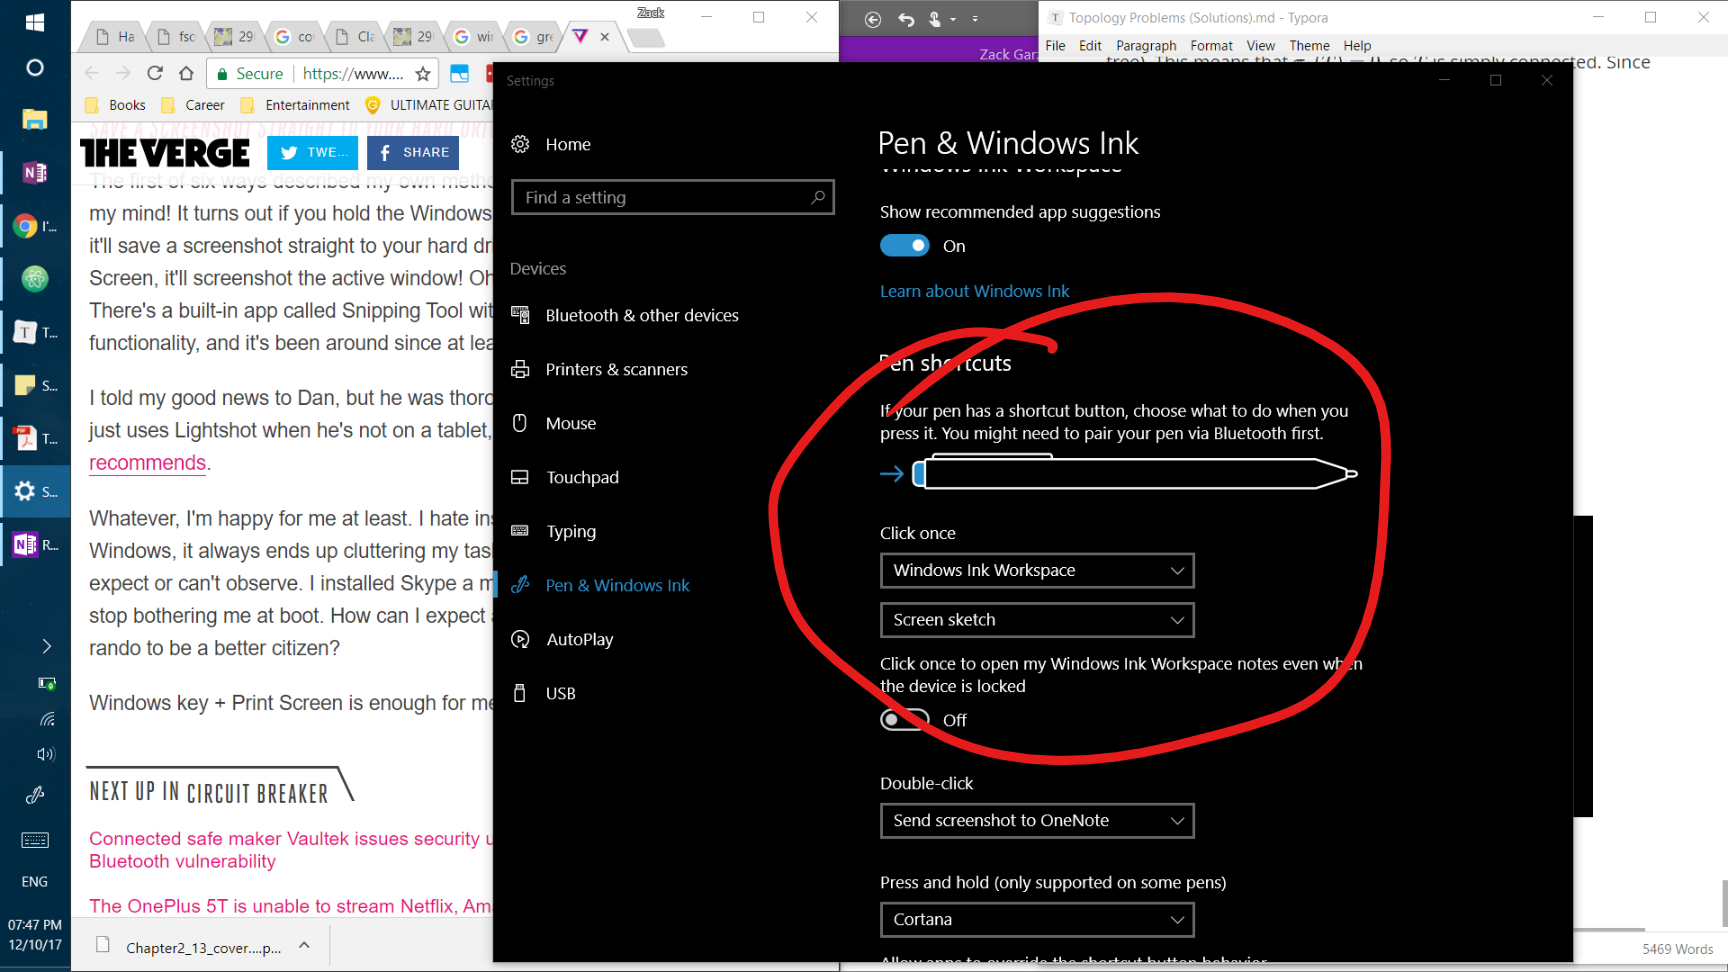 Zack
Ha
fsc
29
co
Cla
29
wir
gre
Secure
https://www....
Books
Career
Entertainment
ULTIMATE GUITA
SAVE A SCREENSHOT STRAIGHT TO YOUR HARD DRIV
THE VERGE
TWE...
SHARE
The first of six ways described my own metho
my mind! It turns out if you hold the Windows
it'll save a screenshot straight to your hard dri
Screen, it'll screenshot the active window! Oh
There's a built-in app called Snipping Tool wit
functionality, and it's been around since at lea
I told my good news to Dan, but he was thoro
just uses Lightshot when he's not on a tablet,
recommends.
Whatever, I'm happy for me at least. I hate ins
Windows, it always ends up cluttering my tas
expect or can't observe. I installed Skype a m
stop bothering me at boot. How can I expect a
rando to be a better citizen?
Windows key + Print Screen is enough for me
NEXT UP IN CIRCUIT BREAKER
Connected safe maker Vaultek issues security u
Bluetooth vulnerability
The OnePlus 5T is unable to stream Netflix, Ama
Chapter2_13_cover....p...
I'...
T...
S...
T...
S...
R...
ENG
07:47 PM
12/10/17
Settings
Home
Find a setting
Devices
Bluetooth & other devices
Printers & scanners
Mouse
Touchpad
Typing
Pen & Windows Ink
AutoPlay
USB
Pen & Windows Ink
Windows Ink Workspace
Show recommended app suggestions
On
Learn about Windows Ink
Pen shortcuts
If your pen has a shortcut button, choose what to do when you
press it. You might need to pair your pen via Bluetooth first.
Click once
Windows Ink Workspace
Screen sketch
Click once to open my Windows Ink Workspace notes even when
the device is locked
Off
Double-click
Send screenshot to OneNote
Press and hold (only supported on some pens)
Cortana
Allow apps to override the shortcut button behavior
Zack Gar
Topology Problems (Solutions).md - Typora
File Edit Paragraph Format View Theme Help
tree). This means that
so
is simply connected. Since
5469 Words